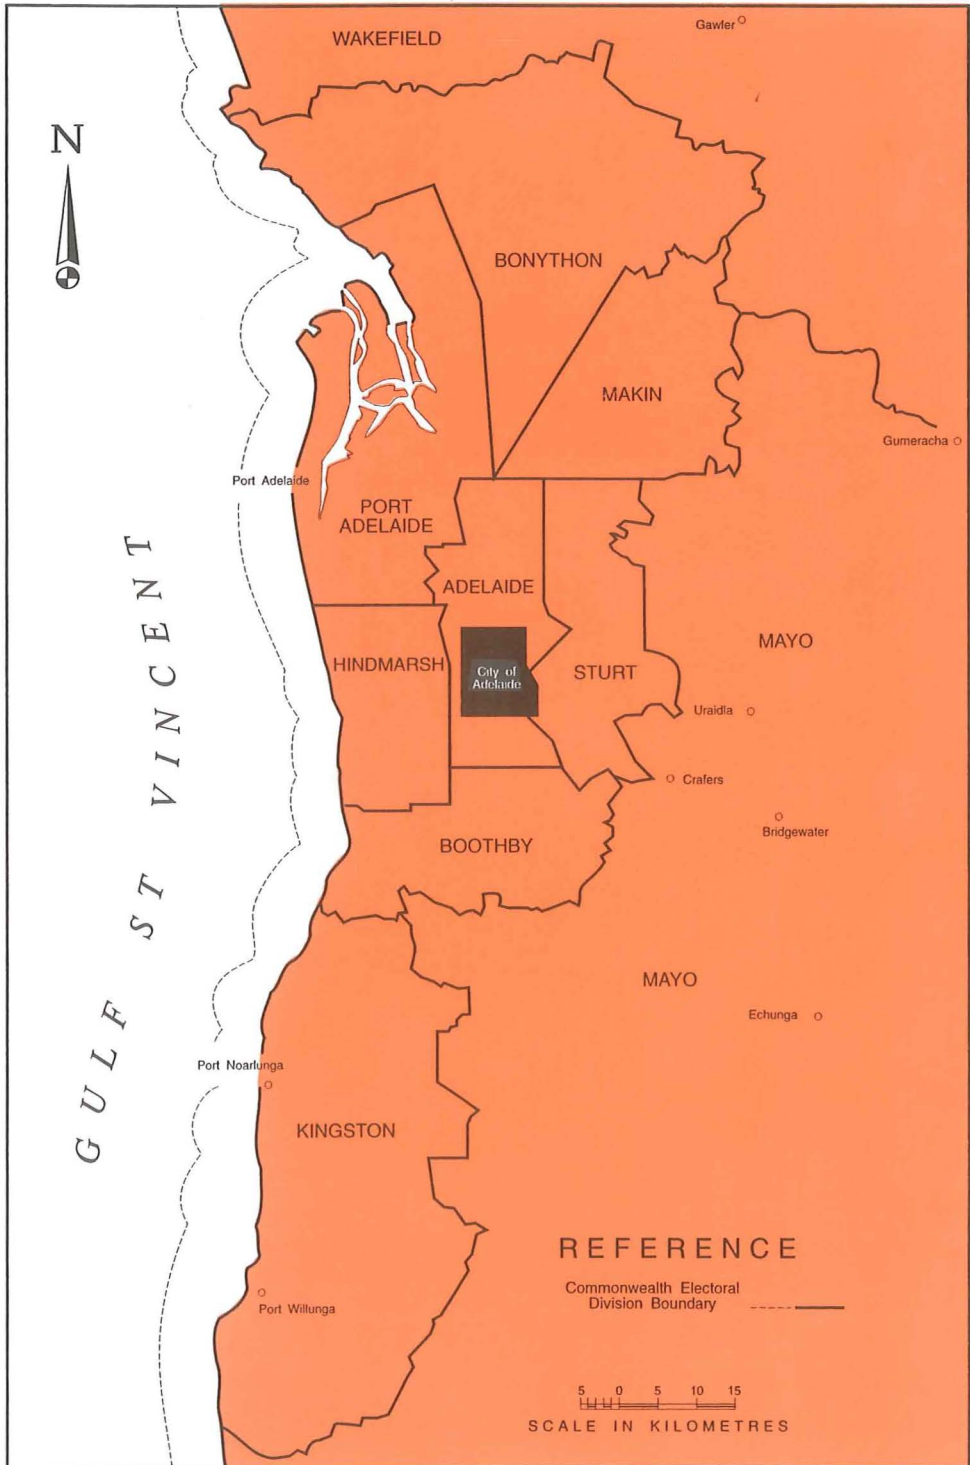 Gawler
WAKEFIELD
N
BONYTHON
MAKIN
Gumeracha
Port Adelaide
PORT
ADELAIDE
ADELAIDE
MAYO
HINDMARSH
City of
Adelaide
STURT
Uraidla
Crafers
Bridgewater
BOOTHBY
GULF ST VINCENT
MAYO
Echunga
Port Noarlunga
KINGSTON
REFERENCE
Commonwealth Electoral
Division Boundary
Port Willunga
5 0 5 10 15
SCALE IN KILOMETRES